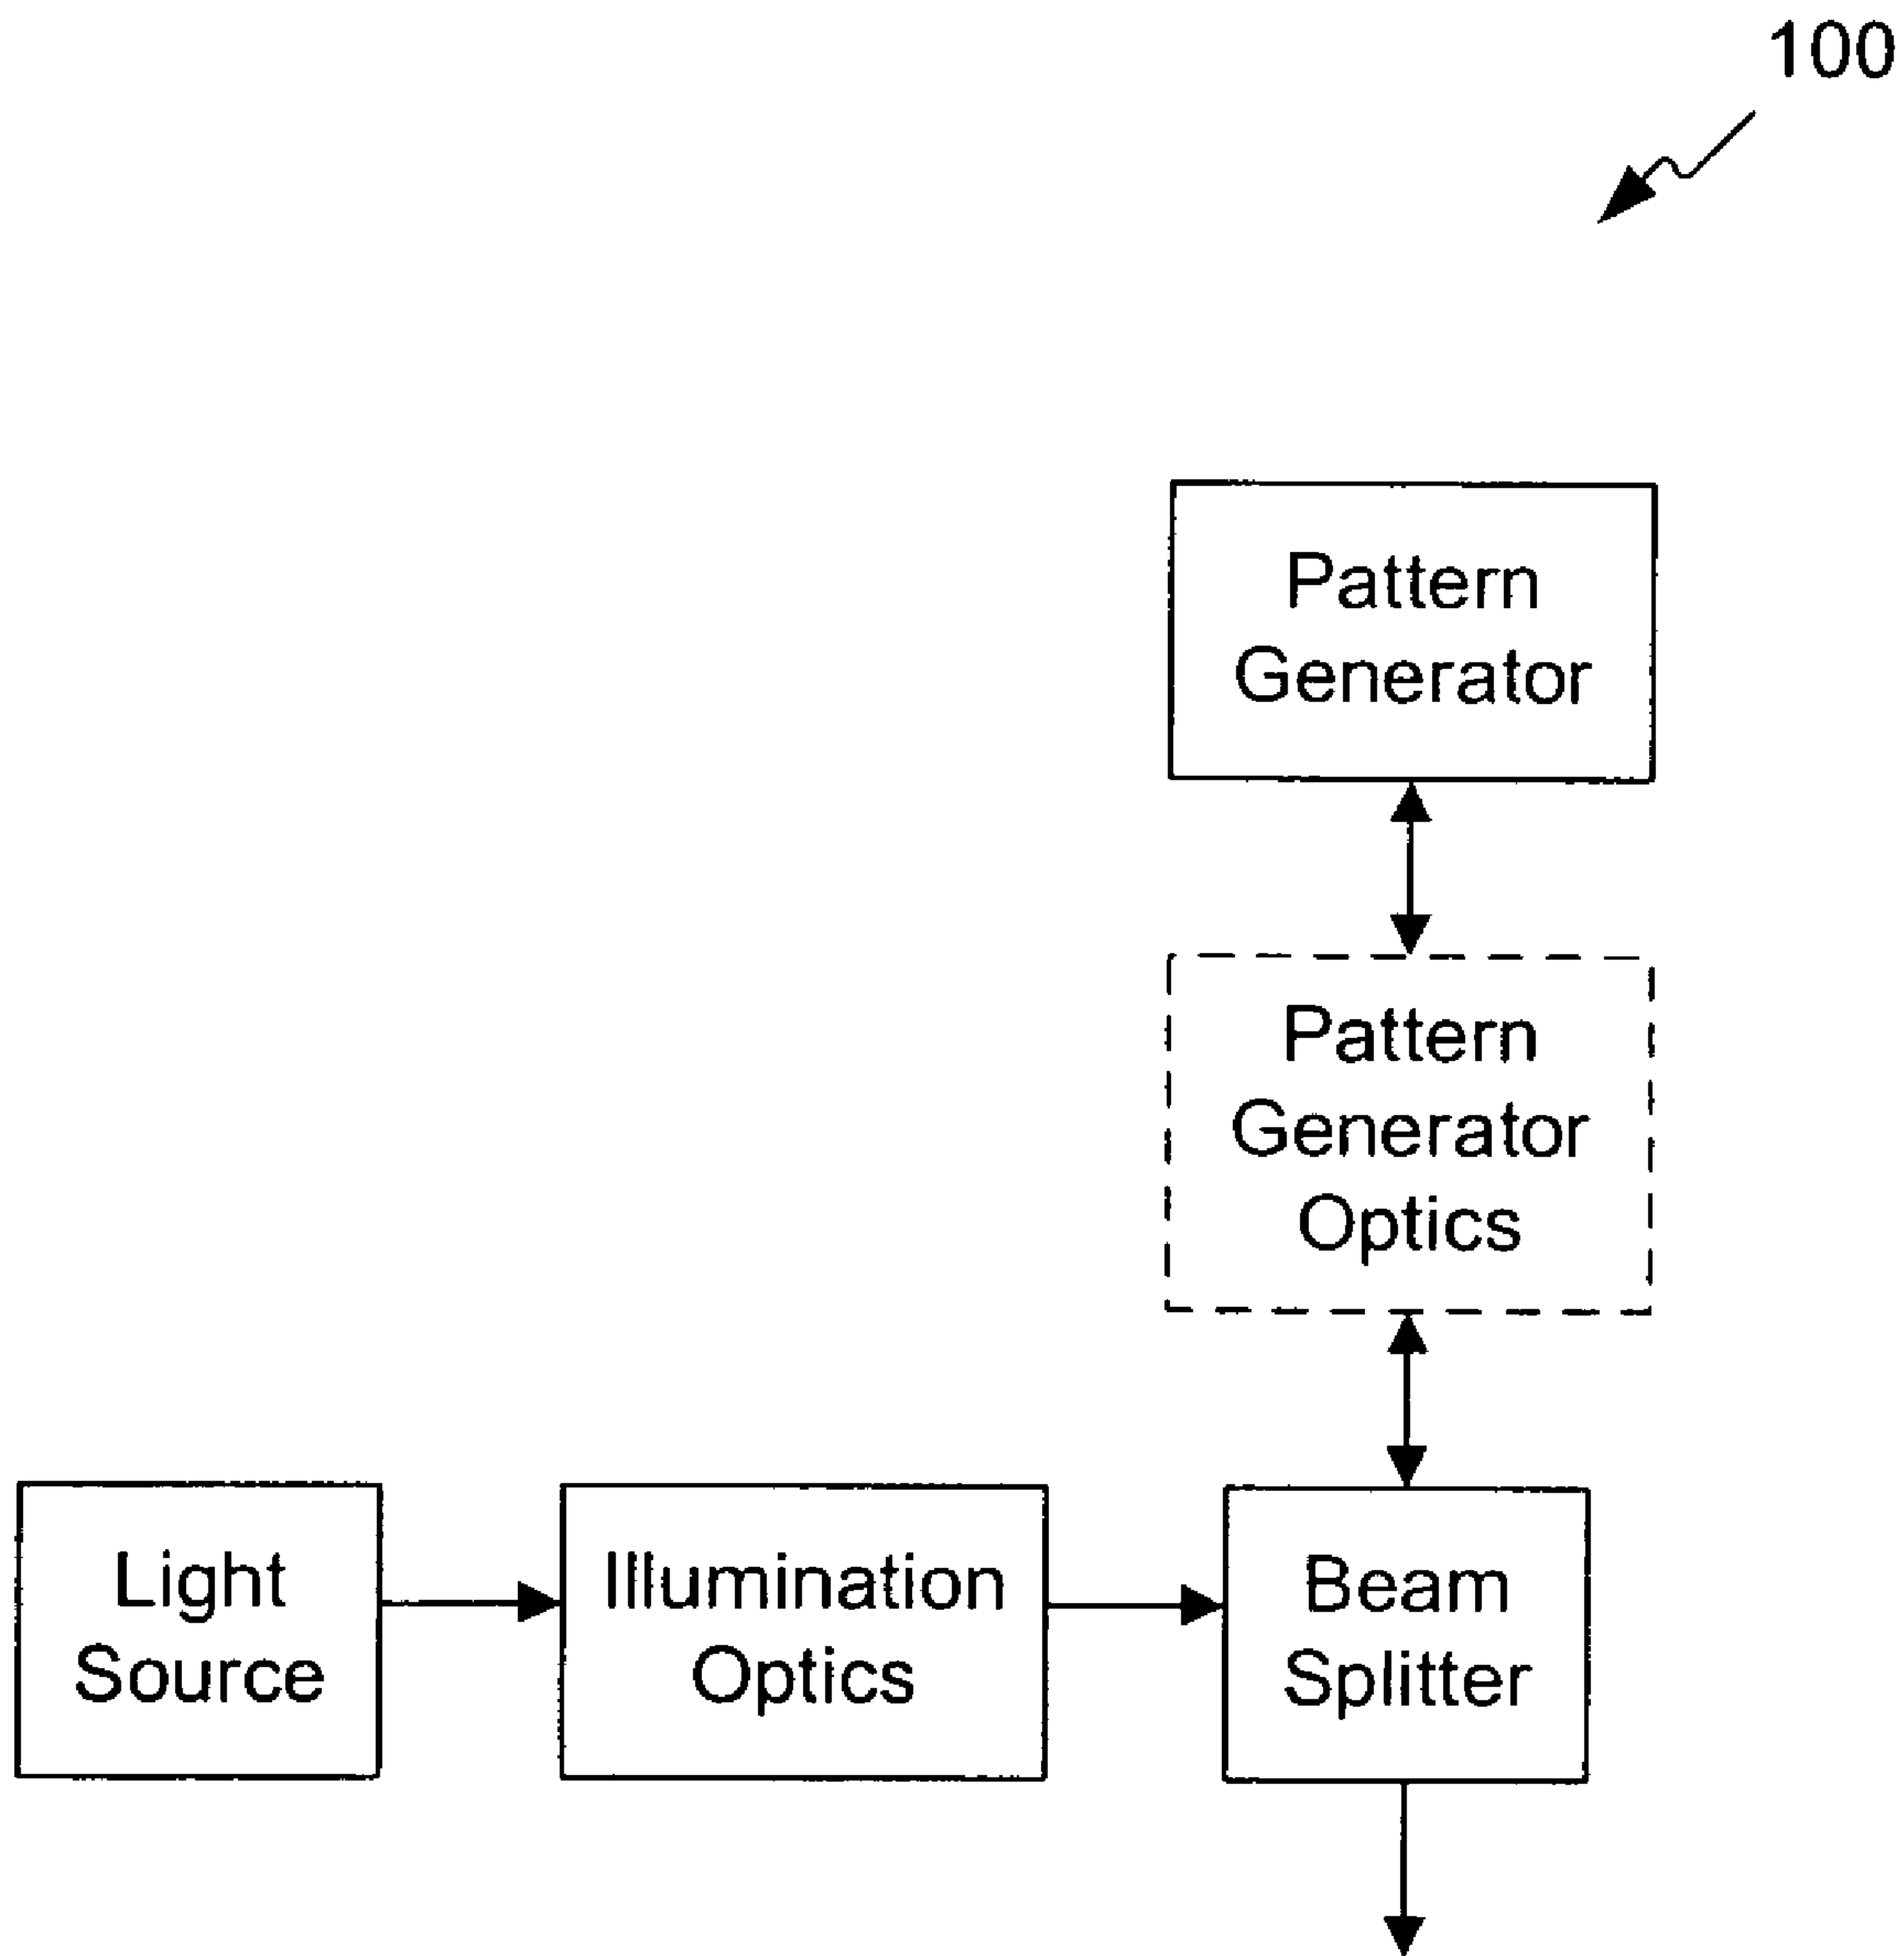 100
Pattern
Generator
Pattern
Generator
Optics
Light
Source
Illumination
Optics
Beam
Splitter